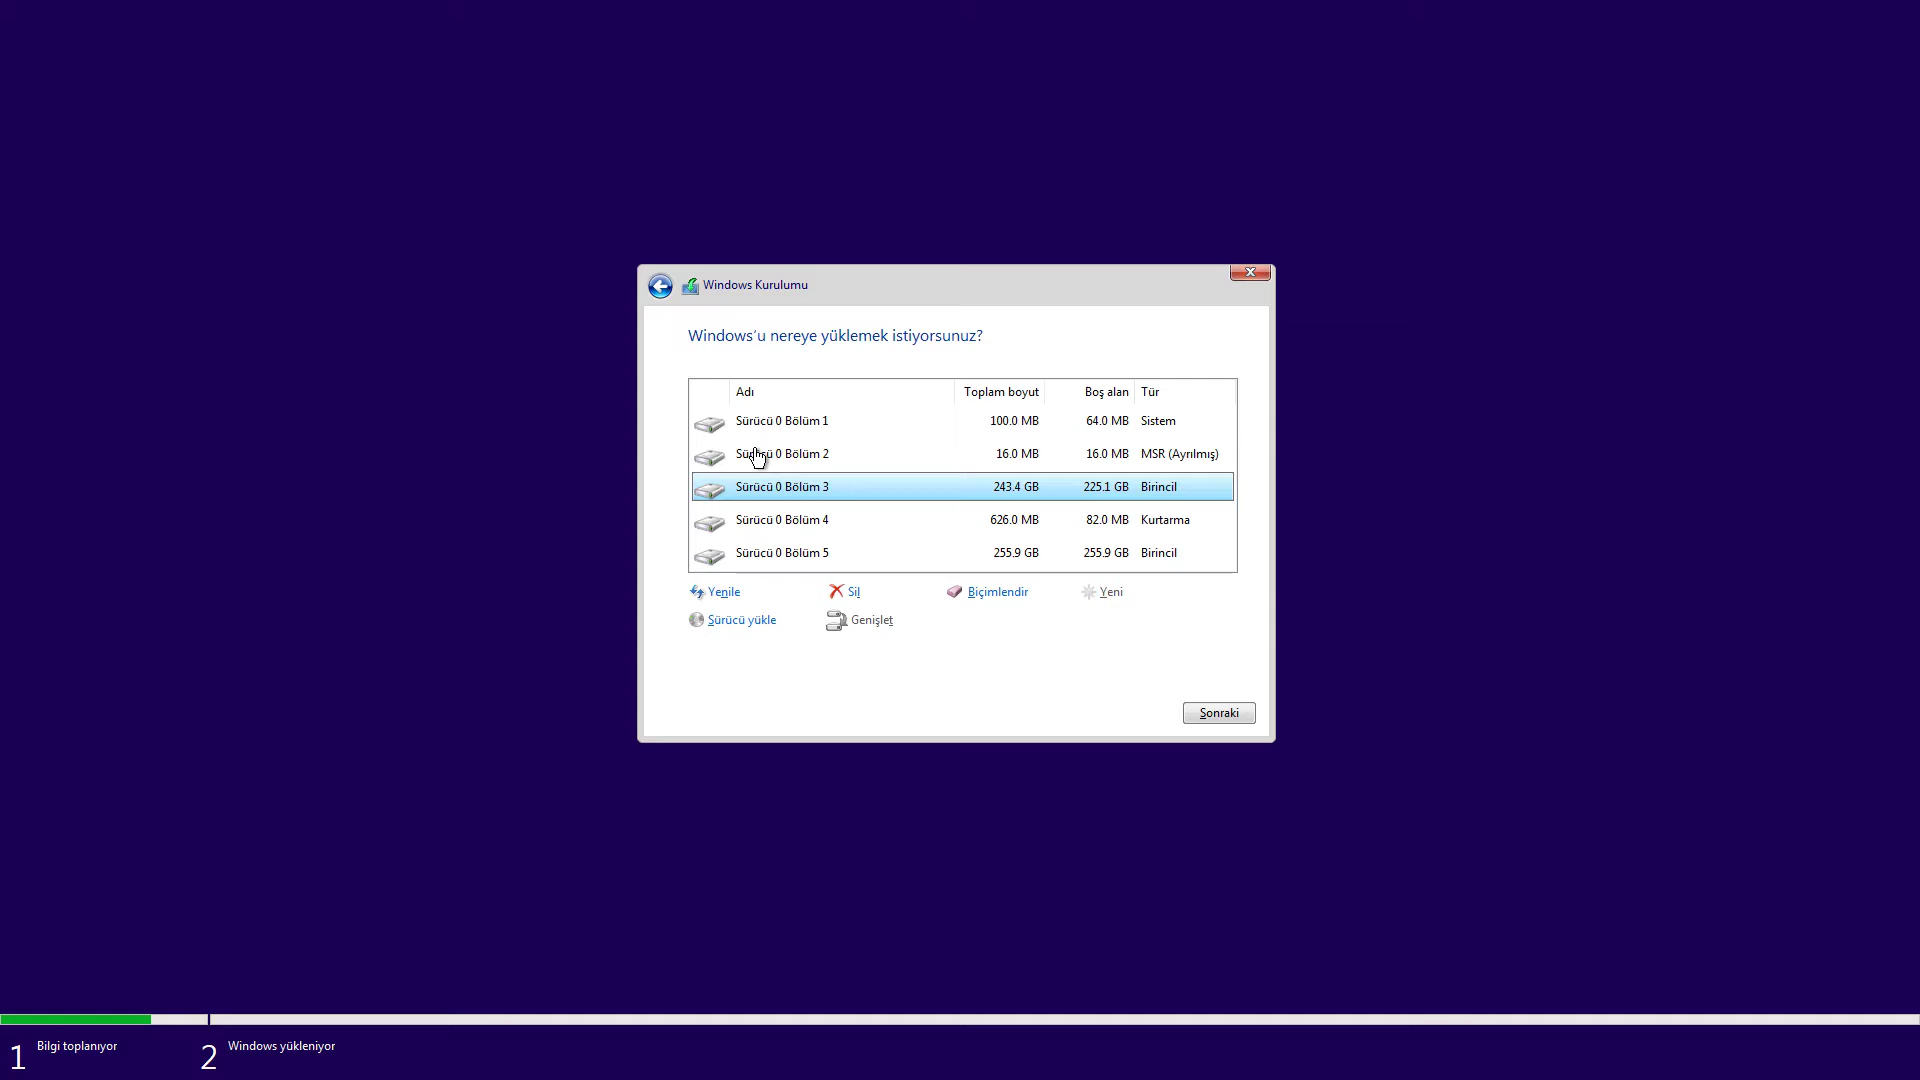 Windows Kurulumu
Windows'u nereye yüklemek istiyorsunuz?
Adı Toplam boyut Boş alan Tür
Sürücü 0 Bölüm 1 100.0 MB 64.0 MB Sistem
Sürücü 0 Bölüm 2 16.0 MB 16.0 MB MSR (Ayrılmış)
Sürücü 0 Bölüm 3 243.4 GB 225.1 GB Birincil
Sürücü 0 Bölüm 4 626.0 MB 82.0 MB Kurtarma
Sürücü 0 Bölüm 5 255.9 GB 255.9 GB Birincil
Yenile Sil Biçimlendir Yeni
Sürücü yükle Genişlet
Sonraki
1 Bilgi toplanıyor 2 Windows yükleniyor